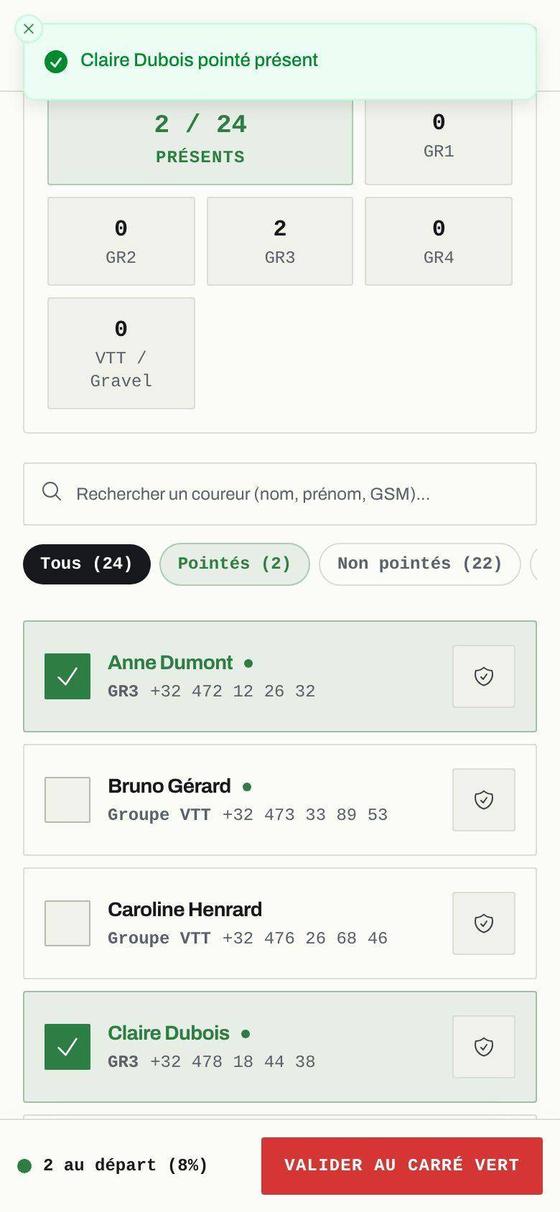 Claire Dubois pointé présent
2 / 24
PRÉSENTS
0
GR1
0
GR2
2
GR3
0
GR4
0
VTT /
Gravel
Rechercher un coureur (nom, prénom, GSM)...
Tous (24)
Pointés (2)
Non pointés (22)
Anne Dumont
GR3 +32 472 12 26 32
Bruno Gérard
Groupe VTT +32 473 33 89 53
Caroline Henrard
Groupe VTT +32 476 26 68 46
Claire Dubois
GR3 +32 478 18 44 38
2 au départ (8%)
VALIDER AU CARRÉ VERT